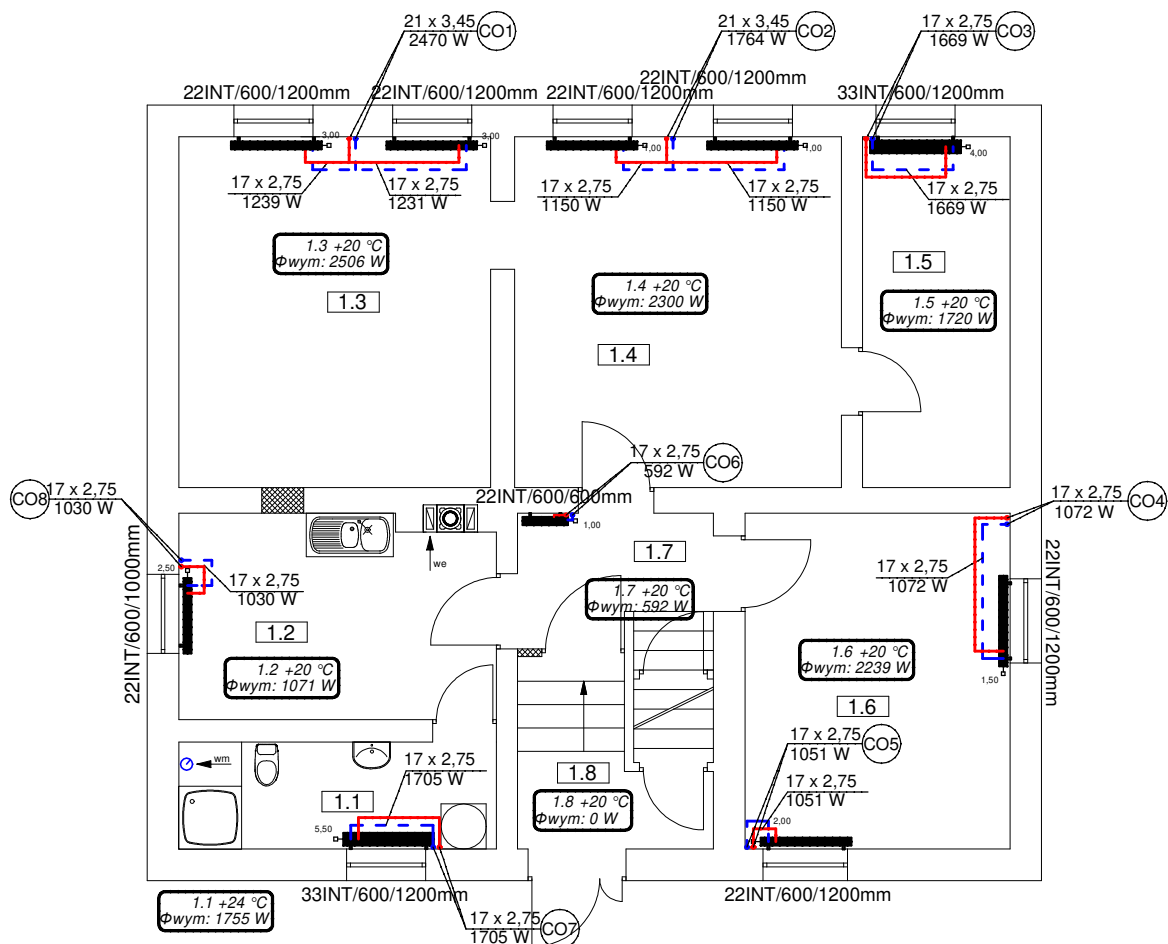 21 x 3,45
2470 W
CO1
21 x 3,45
1764 W
CO2
17 x 2,75
1669 W
CO3
22INT/600/1200mm
22INT/600/1200mm
22INT/600/1200mm
22INT/600/1200mm
33INT/600/1200mm
3,00
3,00
1,00
1,00
4,00
17 x 2,75
1239 W
17 x 2,75
1231 W
17 x 2,75
1150 W
17 x 2,75
1150 W
17 x 2,75
1669 W
1.3 +20 °C
Φwym: 2506 W
1.3
1.4 +20 °C
Φwym: 2300 W
1.4
1.5
1.5 +20 °C
Φwym: 1720 W
17 x 2,75
592 W
CO6
22INT/600/600mm
1,00
CO8
17 x 2,75
1030 W
17 x 2,75
1072 W
CO4
we
1.7
1.7 +20 °C
Φwym: 592 W
2,50
17 x 2,75
1030 W
22INT/600/1000mm
1.2
1.2 +20 °C
Φwym: 1071 W
17 x 2,75
1072 W
22INT/600/1200mm
1.6 +20 °C
Φwym: 2239 W
1,50
1.6
17 x 2,75
1051 W
CO5
17 x 2,75
1051 W
2,00
wm
17 x 2,75
1705 W
1.1
5,50
1.8
1.8 +20 °C
Φwym: 0 W
33INT/600/1200mm
22INT/600/1200mm
1.1 +24 °C
Φwym: 1755 W
17 x 2,75
1705 W
CO7